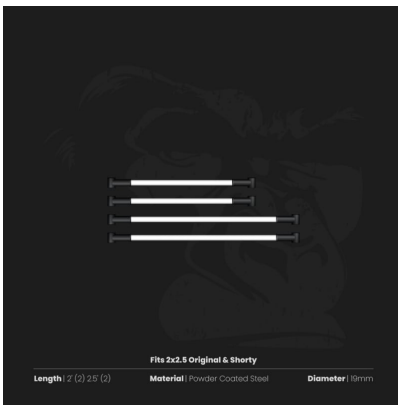 Fits 2x2.5 Original & Shorty
Length | 2' (2) 2.5' (2) Material | Powder Coated Steel Diameter | 19mm